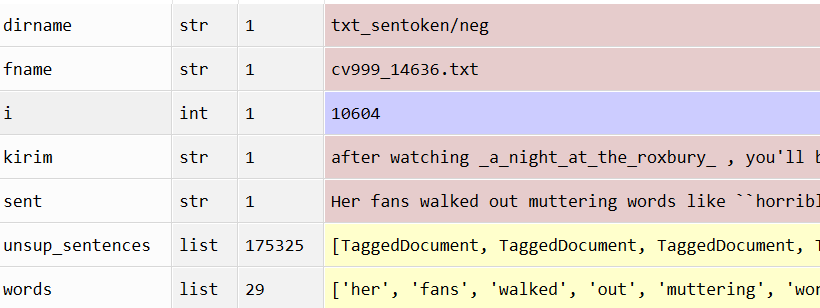 dirname str 1 txt_sentoken/neg
fname str 1 cv999_14636.txt
i int 1 10604
kirim str 1 after watching _a_night_at_the_roxbury_ , you'll
sent str 1 Her fans walked out muttering words like ``horribl
unsup_sentences list 175325 [TaggedDocument, TaggedDocument, TaggedDocument, T
words list 29 ['her', 'fans', 'walked', 'out', 'muttering', 'wor